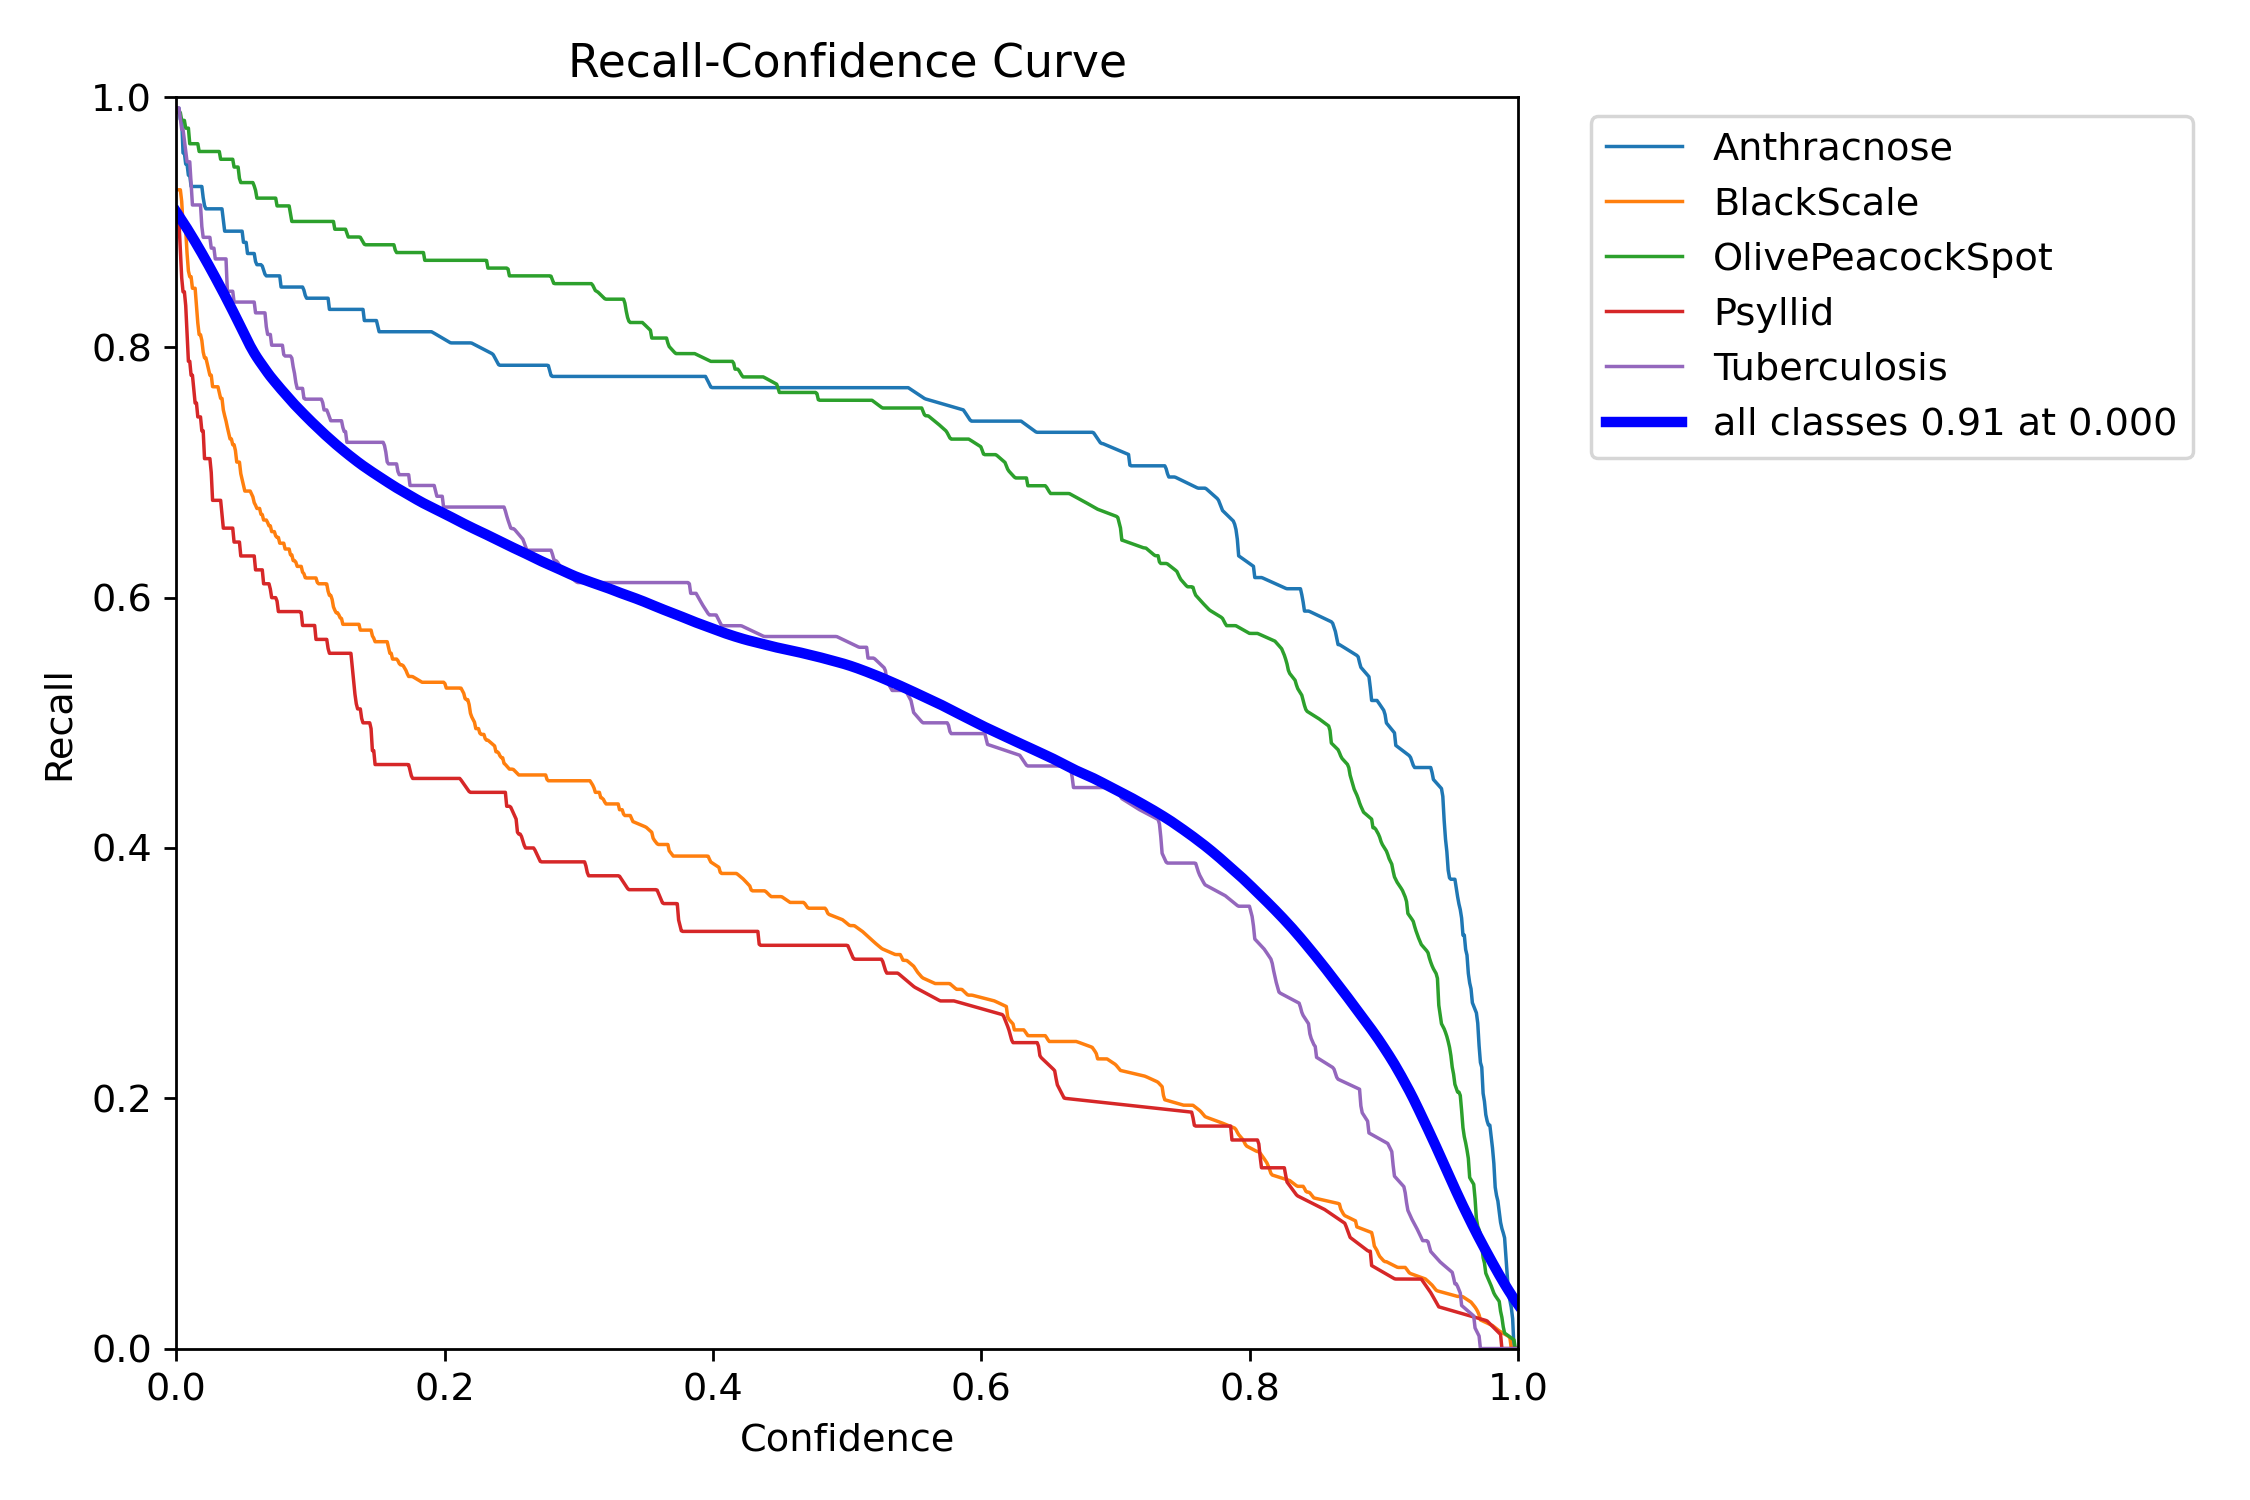 Recall-Confidence Curve
1.0
0.8
0.6
0.4
0.2
0.0
Recall
0.0 0.2 0.4 0.6 0.8 1.0
Confidence
Anthracnose
BlackScale
OlivePeacockSpot
Psyllid
Tuberculosis
all classes 0.91 at 0.000